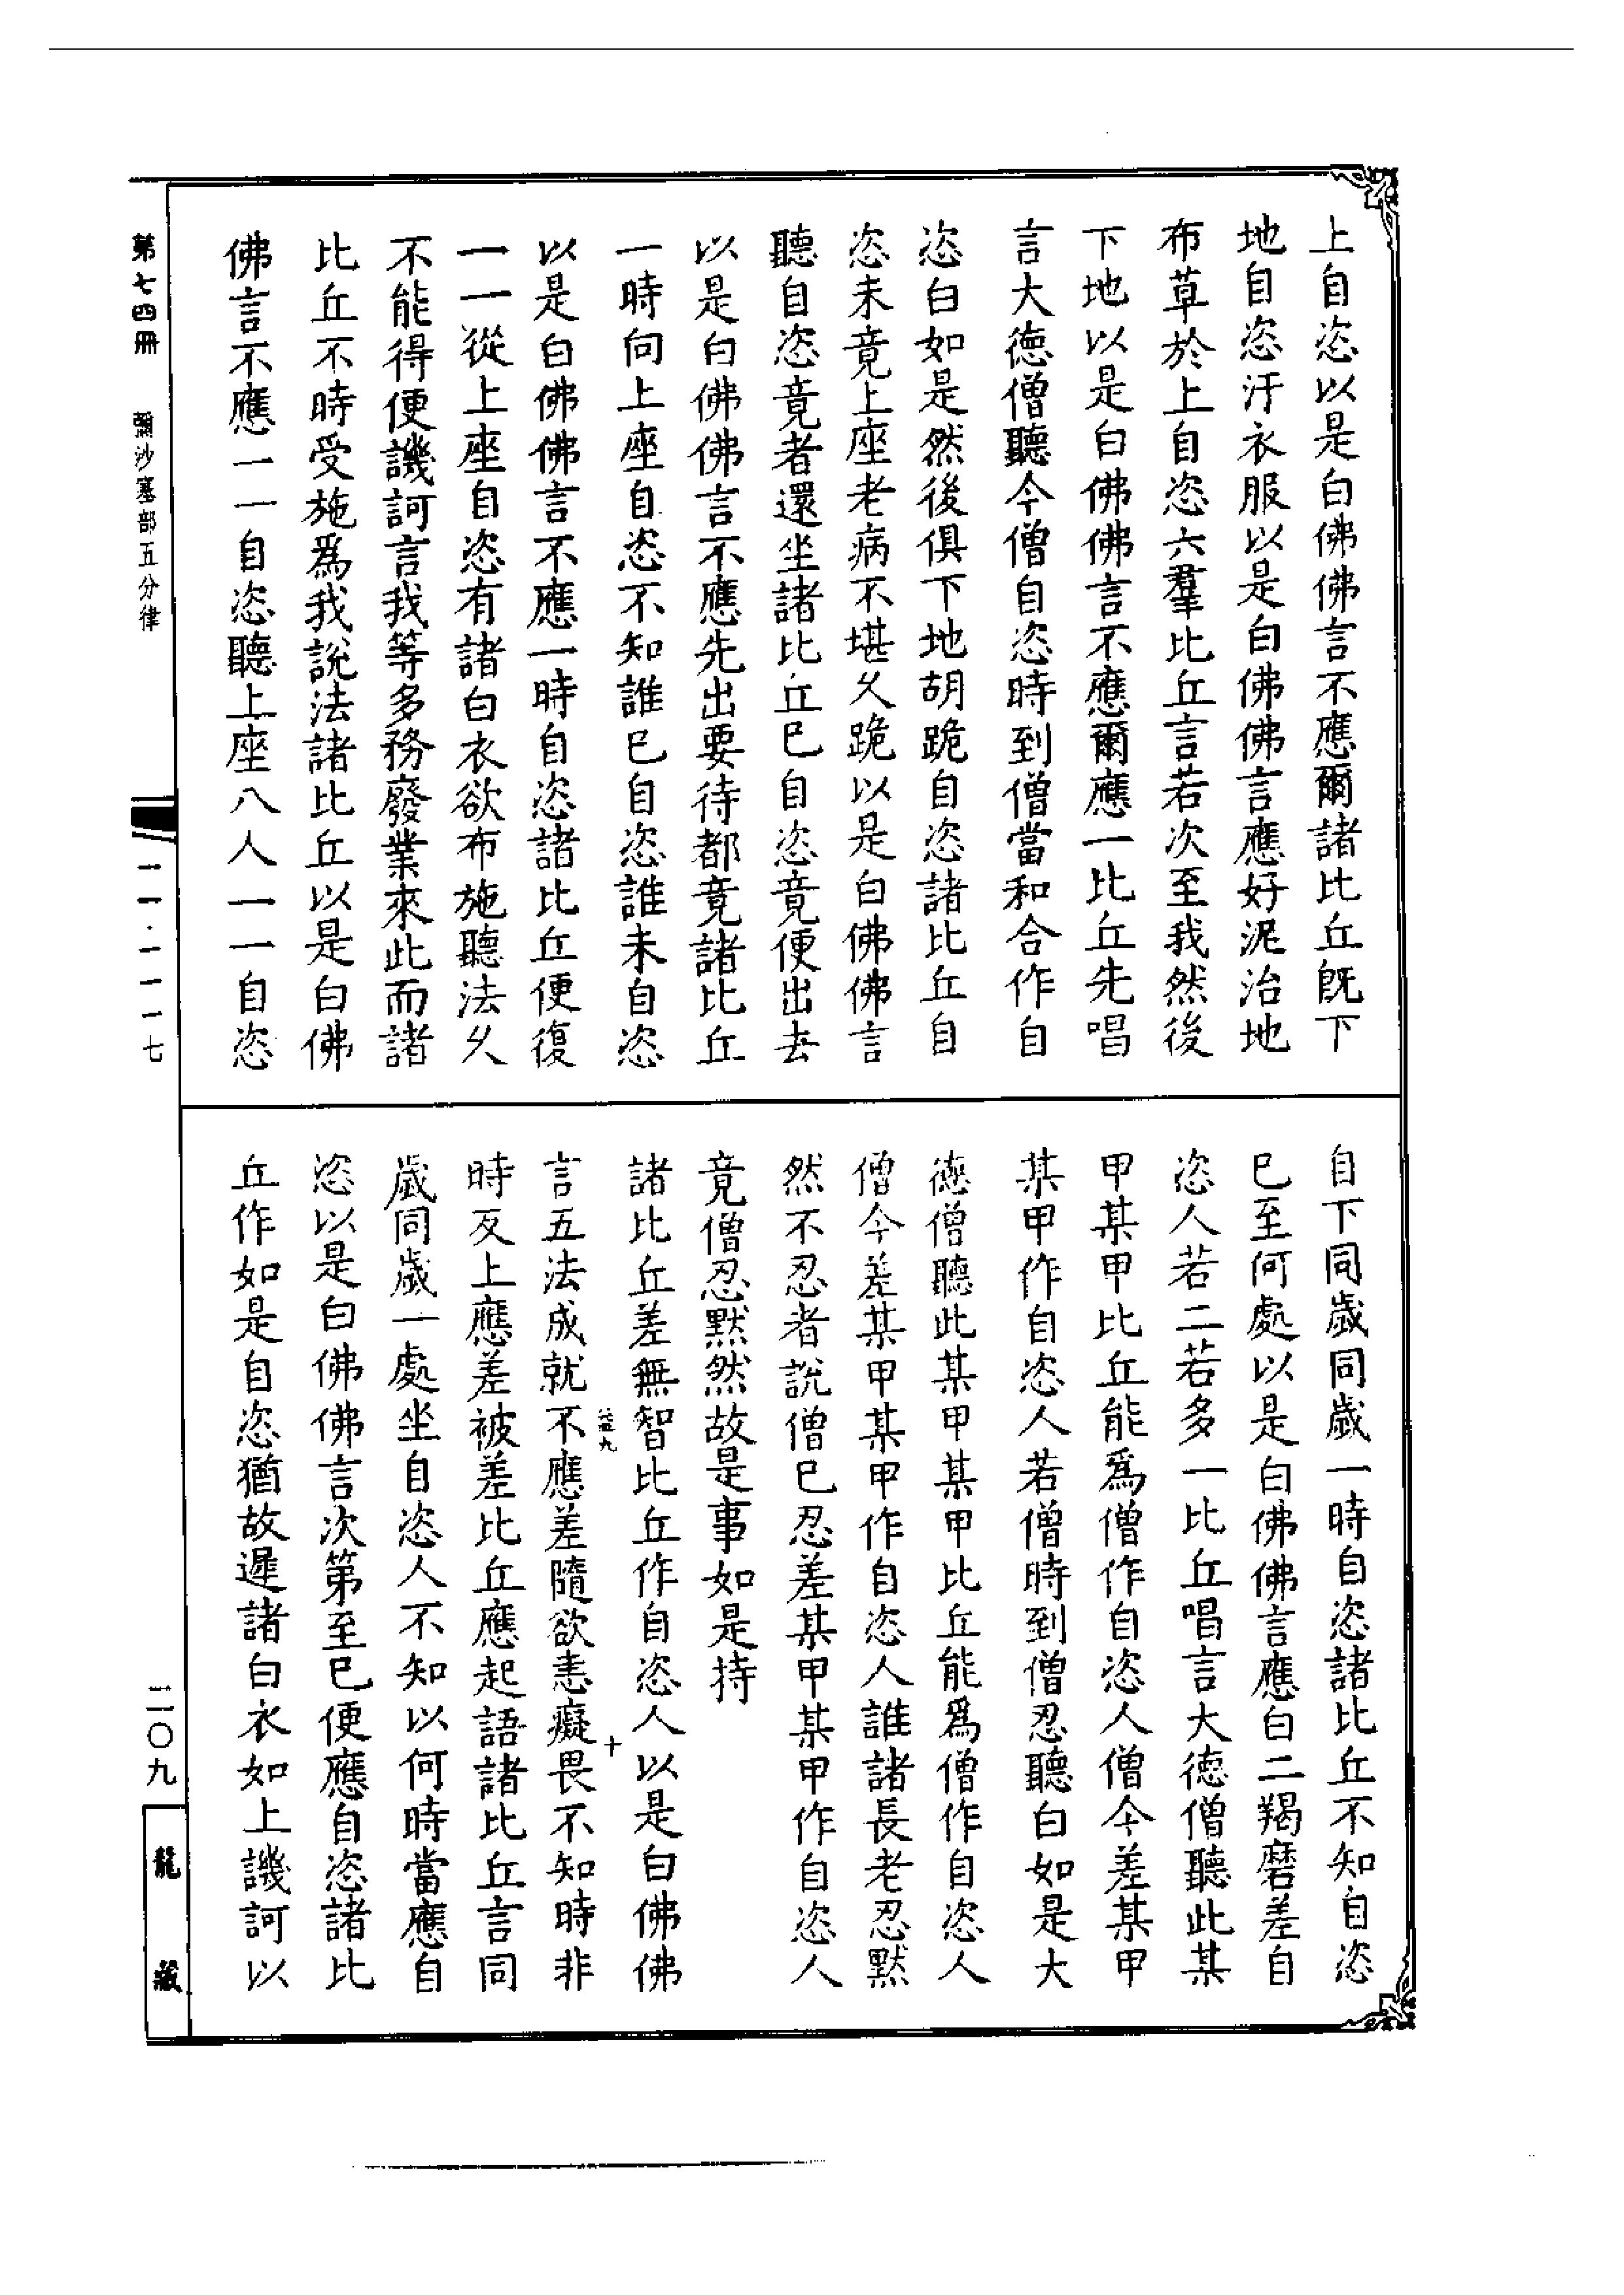 上自恣以是白佛佛言不應爾諸比丘旣下
地自恣汙衣服以是白佛佛言應好泥治地
布草於上自恣六羣比丘言若次至我然後
下地以是白佛佛言不應爾應一比丘先唱
言大德僧聽今僧自恣時到僧當和合作自
恣白如是然後俱下地胡跪自恣諸比丘自
恣未竟上座老病不堪久跪以是白佛佛言
聽自恣竟者還坐諸比丘已自恣竟便出去
以是白佛佛言不應先出要待都竟諸比丘
一時向上座自恣不知誰已自恣誰未自恣
以是白佛佛言不應一時自恣諸比丘便復
一一從上座自恣有諸白衣欲布施聽法久
不能得便譏訶言我等多務廢業來此而諸
比丘不時受施爲我說法諸比丘以是白佛
佛言不應一一自恣聽上座八人一一自恣
自下同歲同歲一時自恣諸比丘不知自恣
已至何處以是白佛佛言應白二羯磨差自
恣人若二若多一比丘唱言大德僧聽此某
甲某甲比丘能爲僧作自恣人僧今差某甲
某甲作自恣人若僧時到僧忍聽白如是大
德僧聽此某甲某甲比丘能爲僧作自恣人
僧今差某甲某甲作自恣人誰諸長老忍默
然不忍者說僧已忍差某甲某甲作自恣人
竟僧忍默然故是事如是持
諸比丘差無智比丘作自恣人以是白佛佛
言五法成就不應差隨欲恚癡畏不知時非
時反上應差被差比丘應起語諸比丘言同
歲同歲一處坐自恣人不知以何時當應自
恣以是白佛佛言次第至已便應自恣諸比
丘作如是自恣猶故遲諸白衣如上譏訶以
第七四冊 彌沙塞部五分律
一一·一一一七
二〇九
龍藏
十